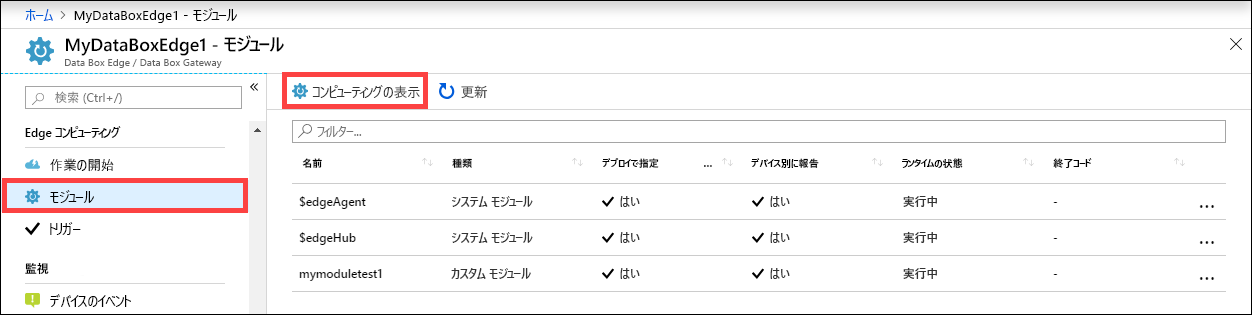 ホーム > MyDataBoxEdge1 - モジュール
MyDataBoxEdge1 - モジュール
Data Box Edge / Data Box Gateway
検索 (Ctrl+/)
«
コンピューティングの表示
更新
Edge コンピューティング
作業の開始
モジュール
トリガー
監視
デバイスのイベント
フィルター...
名前 種類 デプロイで指定 ... デバイス別に報告 ランタイムの状態 終了コード
$edgeAgent システム モジュール はい はい 実行中 - ...
$edgeHub システム モジュール はい はい 実行中 - ...
mymoduletest1 カスタム モジュール はい はい 実行中 - ...